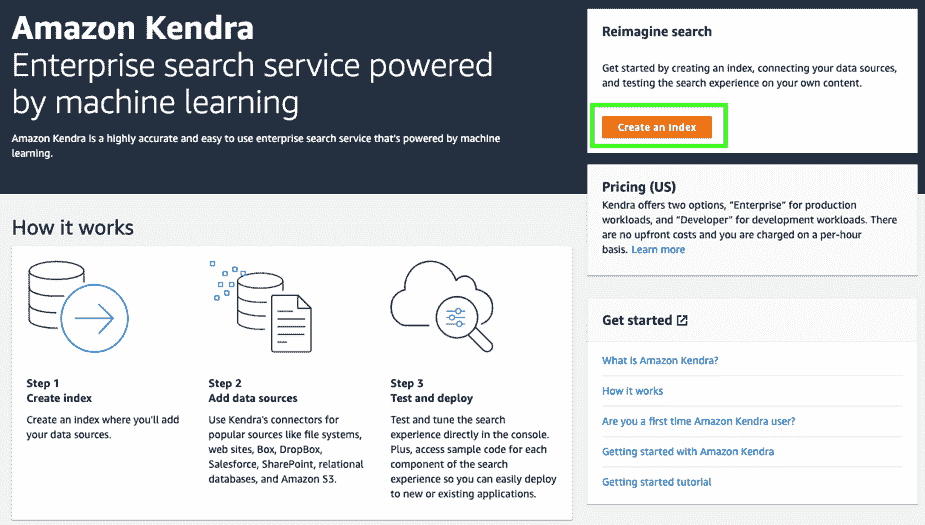 Amazon Kendra
Enterprise search service powered
by machine learning
Amazon Kendra is a highly accurate and easy to use enterprise search service that's powered by machine
learning.
Reimagine search
Get started by creating an index, connecting your data sources,
and testing the search experience on your own content.
Create an index
Pricing (US)
Kendra offers two options, "Enterprise" for production
workloads, and "Developer" for development workloads. There
are no upfront costs and you are charged on a per-hour
basis. Learn more
How it works
Step 1
Create index
Create an index where you'll add
your data sources.
Step 2
Add data sources
Use Kendra's connectors for
popular sources like file systems,
web sites, Box, DropBox,
Salesforce, SharePoint, relational
databases, and Amazon S3.
Step 3
Test and deploy
Test and tune the search
experience directly in the console.
Plus, access sample code for each
component of the search
experience so you can easily deploy
to new or existing applications.
Get started
What is Amazon Kendra?
How it works
Are you a first time Amazon Kendra user?
Getting started with Amazon Kendra
Getting started tutorial